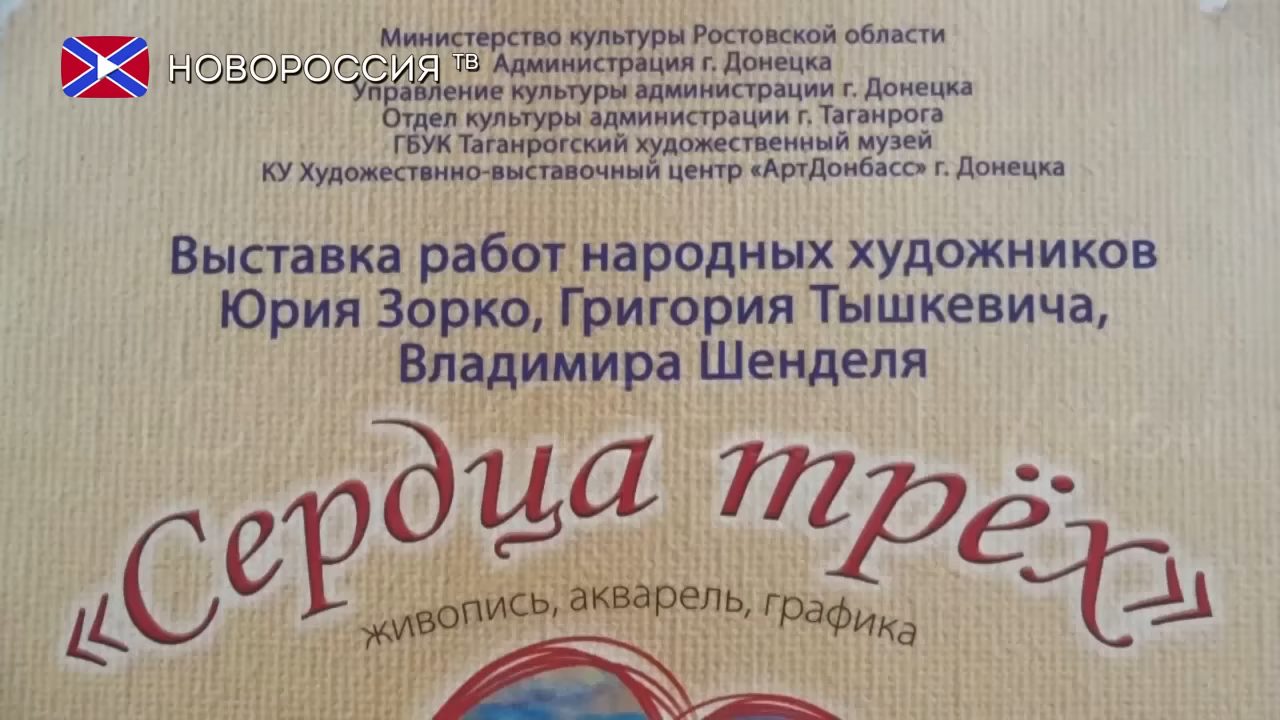 НОВОРОССИЯ ТВ
Министерство культуры Ростовской области
Администрация г. Донецка
Управление культуры администрации г. Донецка
Отдел культуры администрации г. Таганрога
ГБУК Таганрогский художественный музей
КУ Художествнно-выставочный центр «АртДонбасс» г. Донецка
Выставка работ народных художников
Юрия Зорко, Григория Тышкевича,
Владимира Шенделя
«Сердца трёх»
живопись, акварель, графика